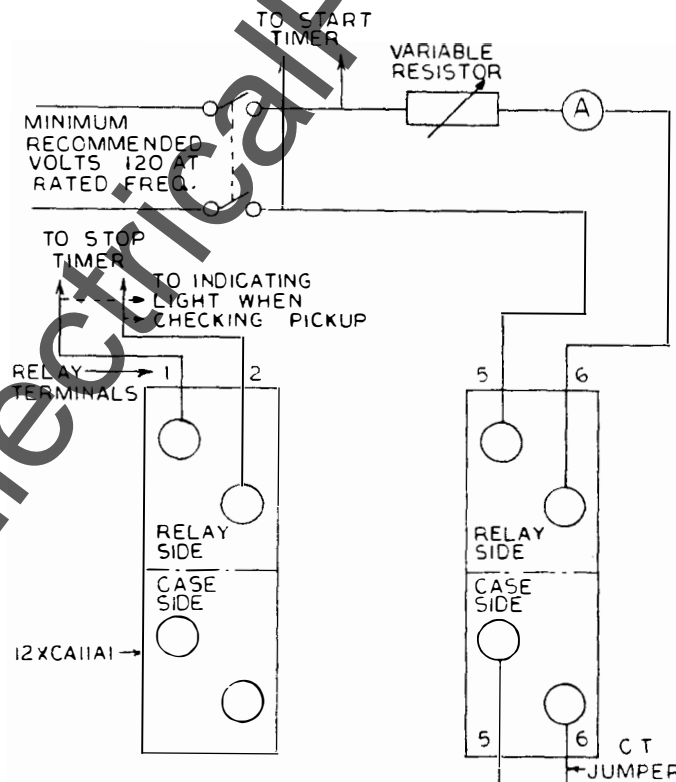 TO START
TIMER
VARIABLE
RESISTOR
A
MINIMUM
RECOMMENDED
VOLTS 120 AT
RATED FREQ.
TO STOP
TIMER
TO INDICATING
LIGHT WHEN
CHECKING PICKUP
RELAY
TERMINALS
1
2
5
6
RELAY
SIDE
RELAY
SIDE
CASE
SIDE
CASE
SIDE
12XCA11A1
5
6
CT
JUMPER